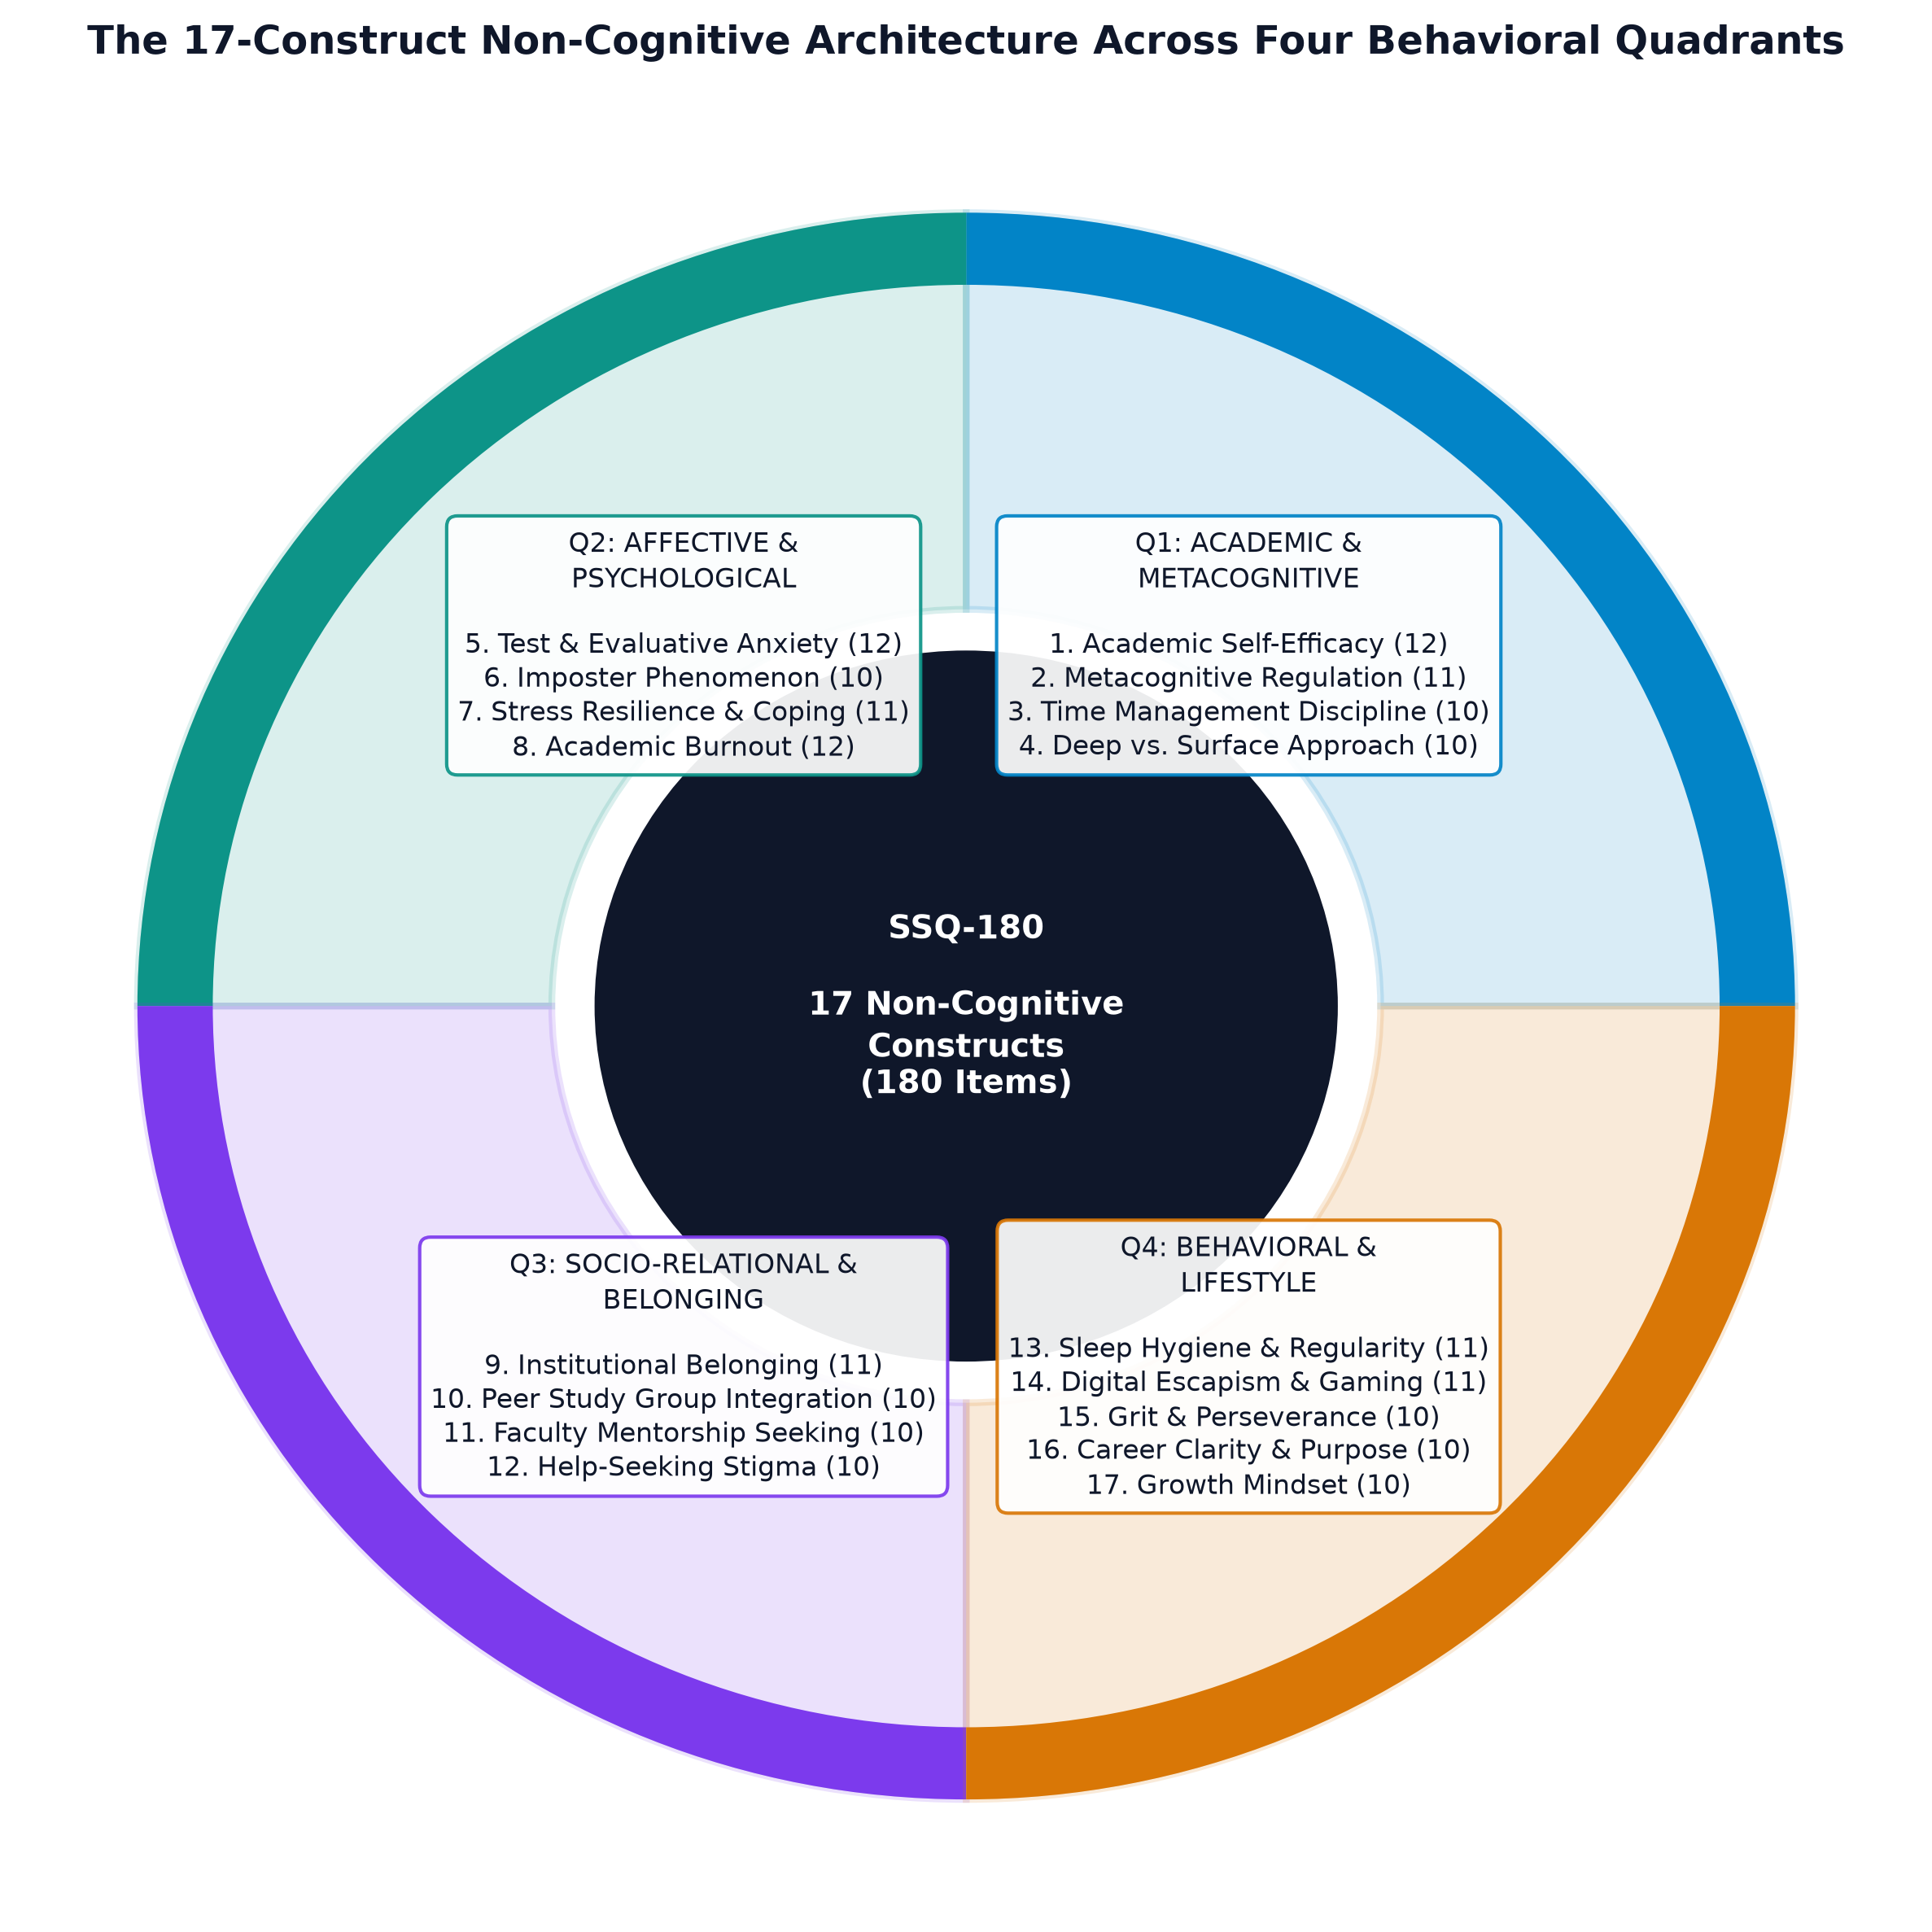 The 17-Construct Non-Cognitive Architecture Across Four Behavioral Quadrants
Q2: AFFECTIVE &
PSYCHOLOGICAL
5. Test & Evaluative Anxiety (12)
6. Imposter Phenomenon (10)
7. Stress Resilience & Coping (11)
8. Academic Burnout (12)
Q1: ACADEMIC &
METACOGNITIVE
1. Academic Self-Efficacy (12)
2. Metacognitive Regulation (11)
3. Time Management Discipline (10)
4. Deep vs. Surface Approach (10)
SSQ-180
17 Non-Cognitive
Constructs
(180 Items)
Q3: SOCIO-RELATIONAL &
BELONGING
9. Institutional Belonging (11)
10. Peer Study Group Integration (10)
11. Faculty Mentorship Seeking (10)
12. Help-Seeking Stigma (10)
Q4: BEHAVIORAL &
LIFESTYLE
13. Sleep Hygiene & Regularity (11)
14. Digital Escapism & Gaming (11)
15. Grit & Perseverance (10)
16. Career Clarity & Purpose (10)
17. Growth Mindset (10)